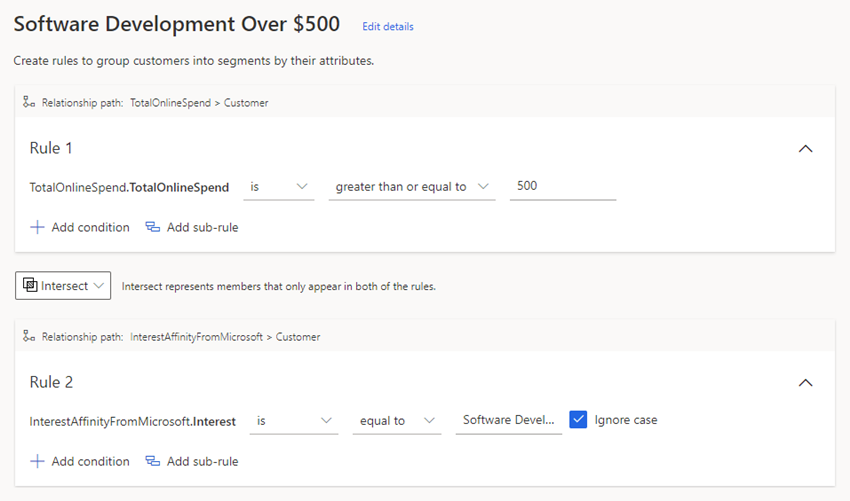 Software Development Over $500 Edit details
Create rules to group customers into segments by their attributes.
Relationship path: TotalOnlineSpend > Customer
Rule 1
TotalOnlineSpend.TotalOnlineSpend is greater than or equal to 500
Add condition Add sub-rule
Intersect Intersect represents members that only appear in both of the rules.
Relationship path: InterestAffinityFromMicrosoft > Customer
Rule 2
InterestAffinityFromMicrosoft.Interest is equal to Software Devel... Ignore case
Add condition Add sub-rule